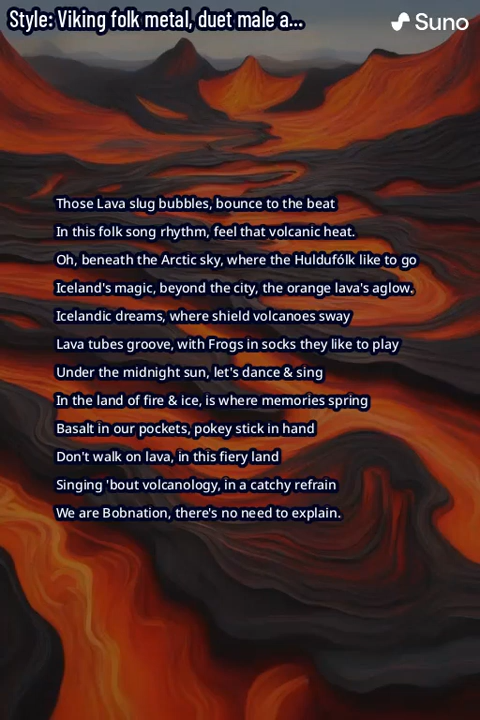 Style: Viking folk metal, duet male a...
Suno
Those Lava slug bubbles, bounce to the beat
In this folk song rhythm, feel that volcanic heat.
Oh, beneath the Arctic sky, where the Huldufólk like to go
Iceland's magic, beyond the city, the orange lava's aglow.
Icelandic dreams, where shield volcanoes sway
Lava tubes groove, with Frogs in socks they like to play
Under the midnight sun, let's dance & sing
In the land of fire & ice, is where memories spring
Basalt in our pockets, pokey stick in hand
Don't walk on lava, in this fiery land
Singing 'bout volcanology, in a catchy refrain
We are Bobnation, there's no need to explain.